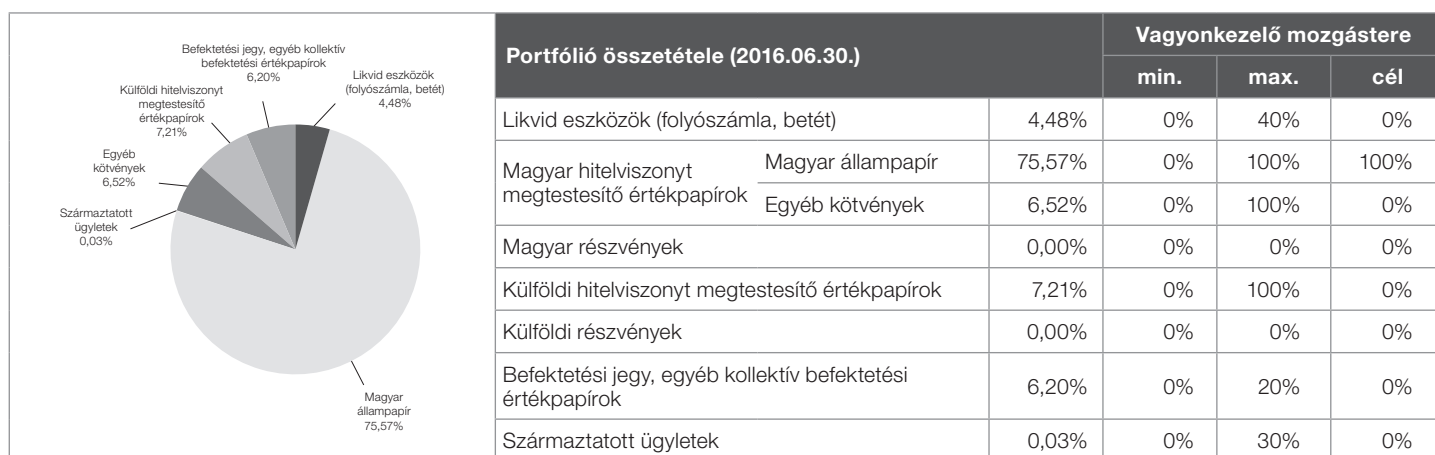 Befektetési jegy, egyéb kollektív
befektetési értékpapírok
6,20%
Likvid eszközök
(folyószámla, betét)
4,48%
Külföldi hitelviszonyt
megtestesítő
értékpapírok
7,21%
Egyéb
kötvények
6,52%
Származtatott
ügyletek
0,03%
Magyar
állampapír
75,57%
Portfólió összetétele (2016.06.30.) Vagyonkezelő mozgástere
min. max. cél
Likvid eszközök (folyószámla, betét) 4,48% 0% 40% 0%
Magyar hitelviszonyt
megtestesítő értékpapírok
Magyar állampapír 75,57% 0% 100% 100%
Egyéb kötvények 6,52% 0% 100% 0%
Magyar részvények 0,00% 0% 0% 0%
Külföldi hitelviszonyt megtestesítő értékpapírok 7,21% 0% 100% 0%
Külföldi részvények 0,00% 0% 0% 0%
Befektetési jegy, egyéb kollektív befektetési
értékpapírok 6,20% 0% 20% 0%
Származtatott ügyletek 0,03% 0% 30% 0%